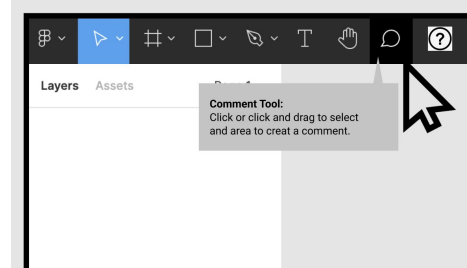 T
?
Layers Assets
Comment Tool:
Click or click and drag to select
and area to creat a comment.